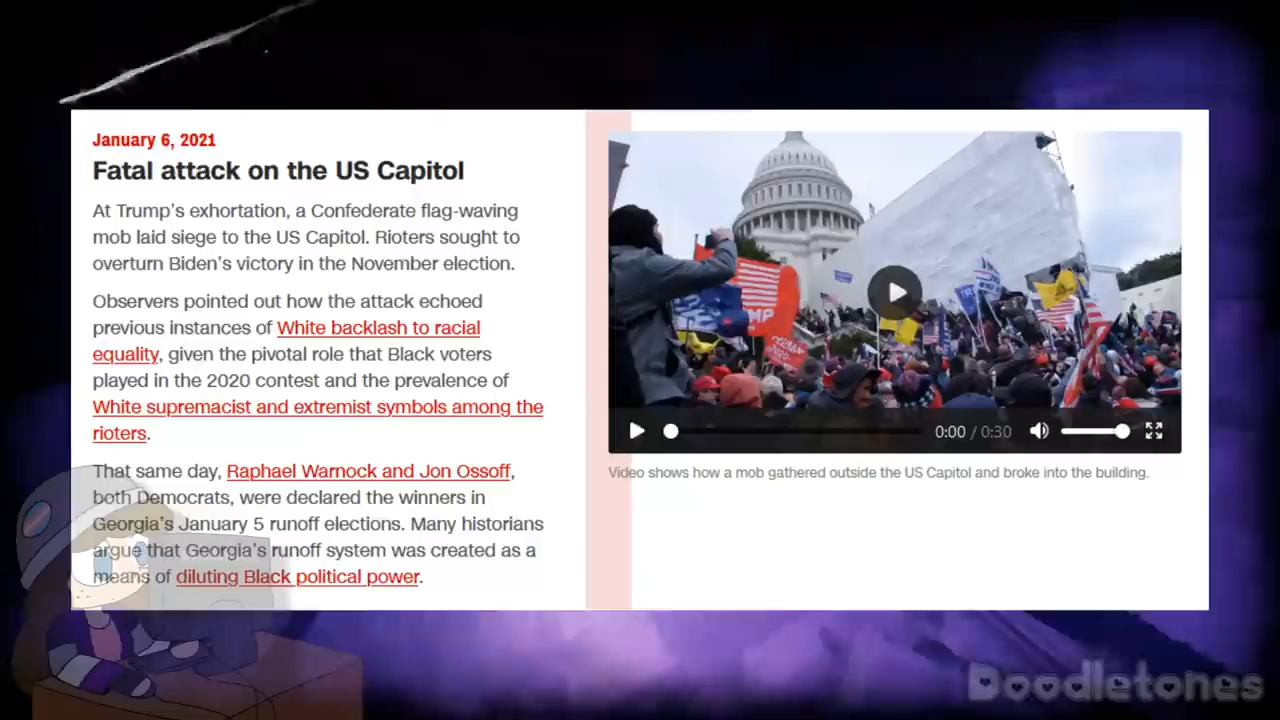 January 6, 2021
Fatal attack on the US Capitol
At Trump's exhortation, a Confederate flag-waving
mob laid siege to the US Capitol. Rioters sought to
overturn Biden's victory in the November election.
Observers pointed out how the attack echoed
previous instances of White backlash to racial
equality, given the pivotal role that Black voters
played in the 2020 contest and the prevalence of
White supremacist and extremist symbols among the
rioters.
That same day, Raphael Warnock and Jon Ossoff,
both Democrats, were declared the winners in
Georgia's January 5 runoff elections. Many historians
argue that Georgia's runoff system was created as a
means of diluting Black political power.
0:00 / 0:30
Video shows how a mob gathered outside the US Capitol and broke into the building.
Doodletones